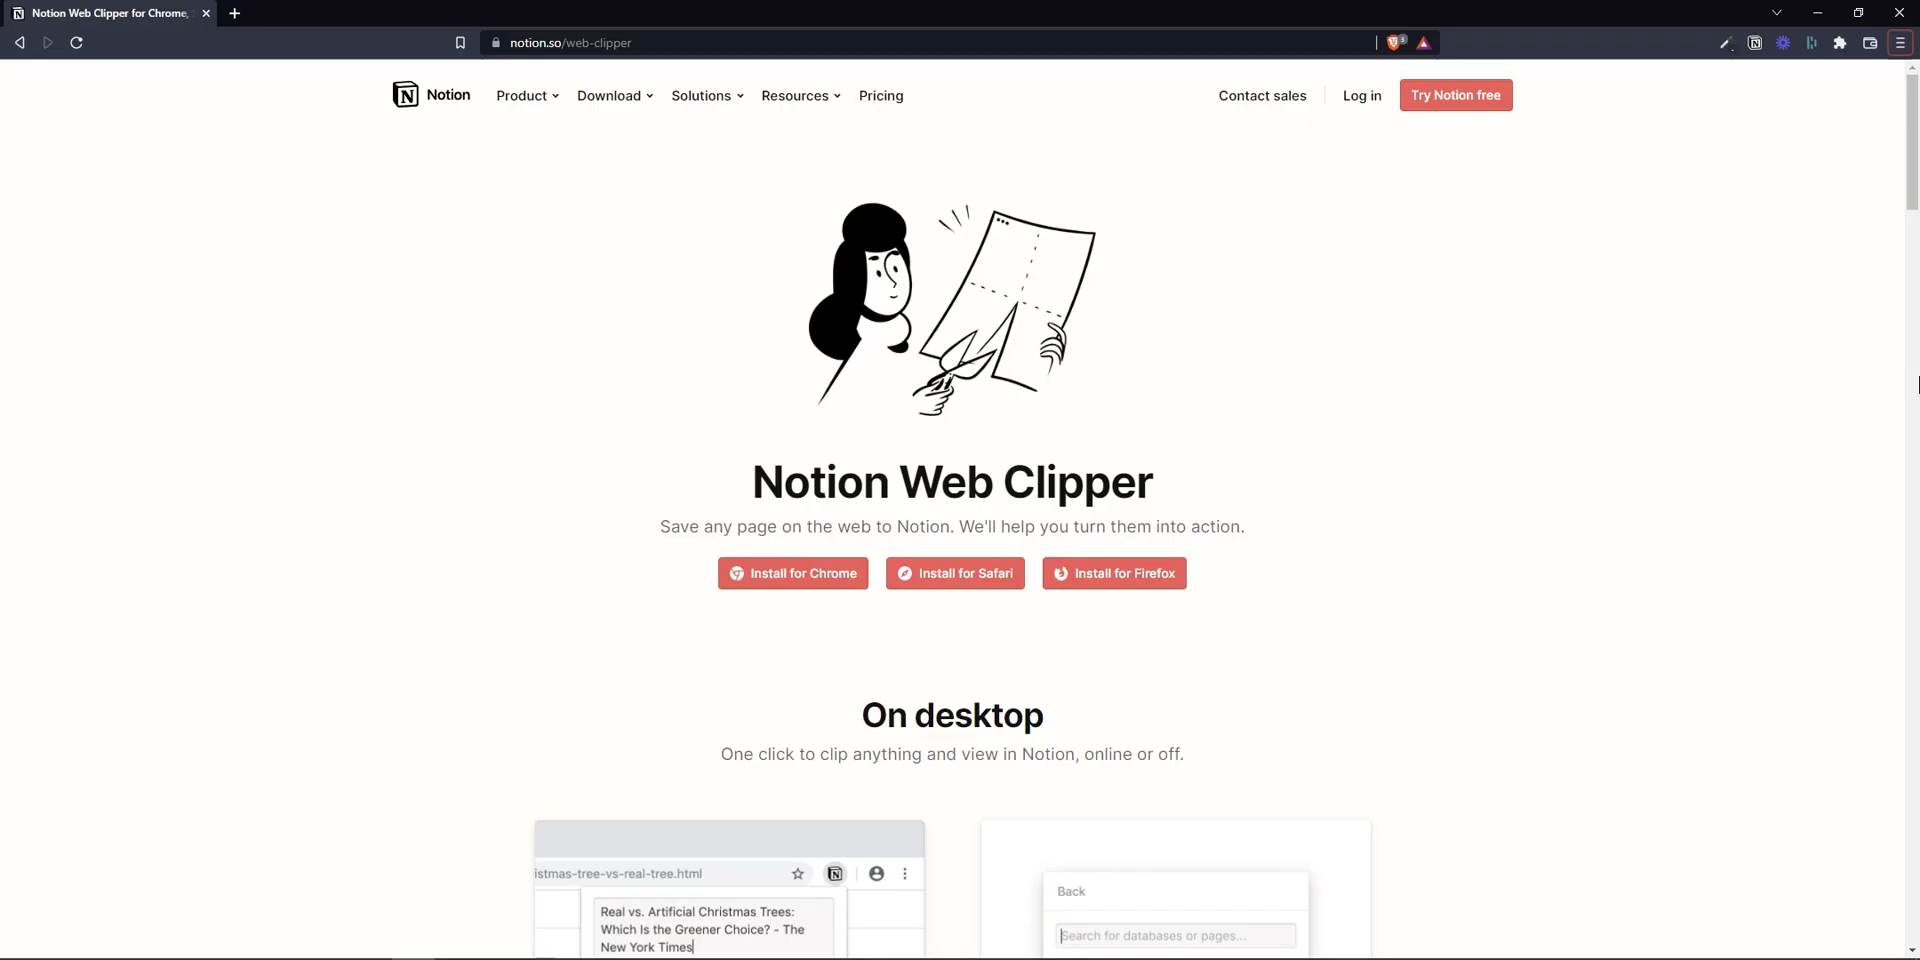 Notion Web Clipper for Chrome,
notion.so/web-clipper
3
Notion
Product
Download
Solutions
Resources
Pricing
Contact sales
Log in
Try Notion free
Notion Web Clipper
Save any page on the web to Notion. We'll help you turn them into action.
Install for Chrome
Install for Safari
Install for Firefox
On desktop
One click to clip anything and view in Notion, online or off.
istmas-tree-vs-real-tree.html
Real vs. Artificial Christmas Trees:
Which Is the Greener Choice? - The
New York Times
Back
Search for databases or pages...